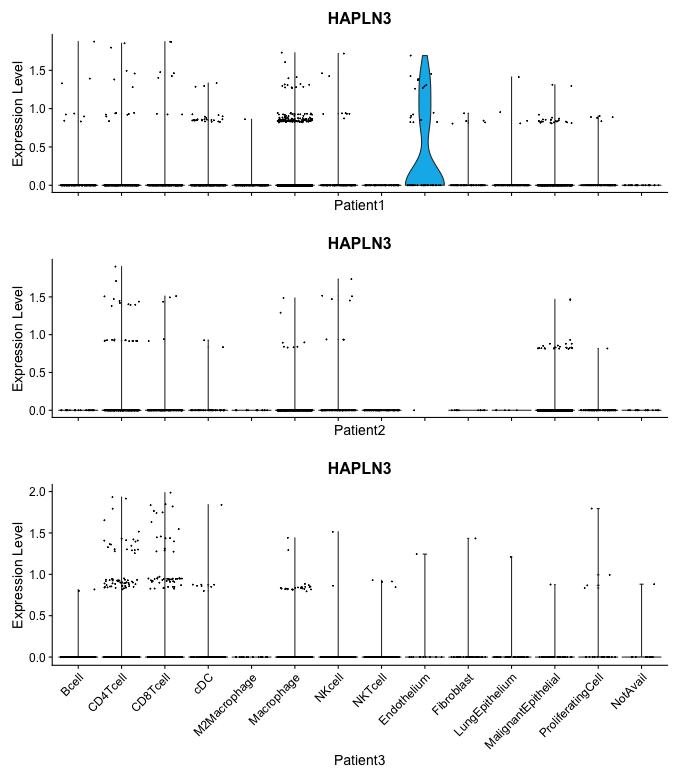 HAPLN3
Expression Level
1.5
1.0
0.5
0.0
Patient1
HAPLN3
Expression Level
1.5
1.0
0.5
0.0
Patient2
HAPLN3
Expression Level
2.0
1.5
1.0
0.5
0.0
Bcell
CD4Tcell
CD8Tcell
cDC
M2Macrophage
Macrophage
NKcell
NKTcell
Endothelium
Fibroblast
LungEpithelium
MalignantEpithelial
ProliferatingCell
NotAvail
Patient3